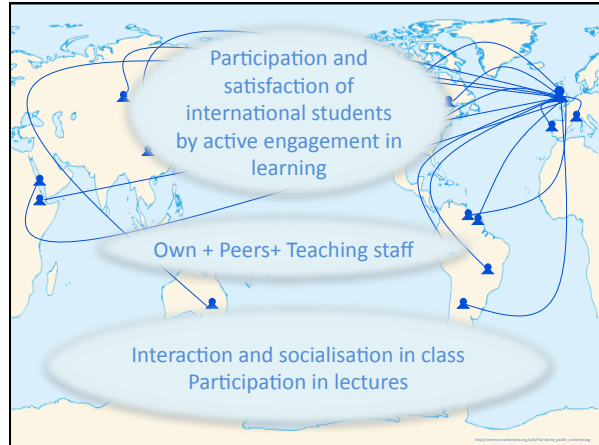 Participation and
satisfaction of
international students
by active engagement in
learning
Own + Peers+ Teaching staff
Interaction and socialisation in class
Participation in lectures